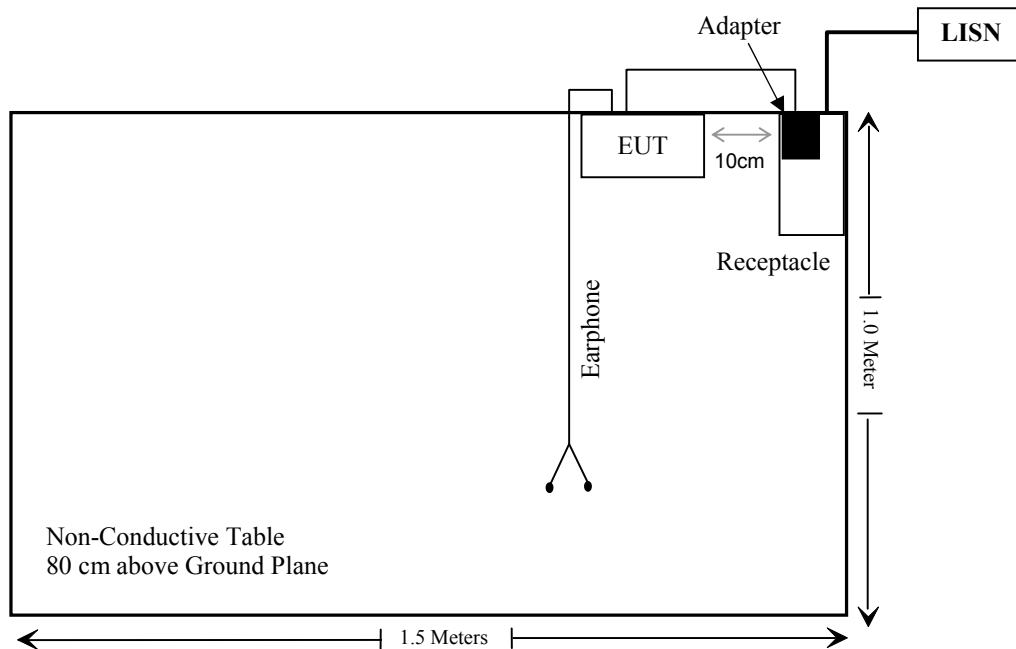 Adapter
LISN
EUT
10cm
Receptacle
Earphone
1.0 Meter
Non-Conductive Table
80 cm above Ground Plane
1.5 Meters